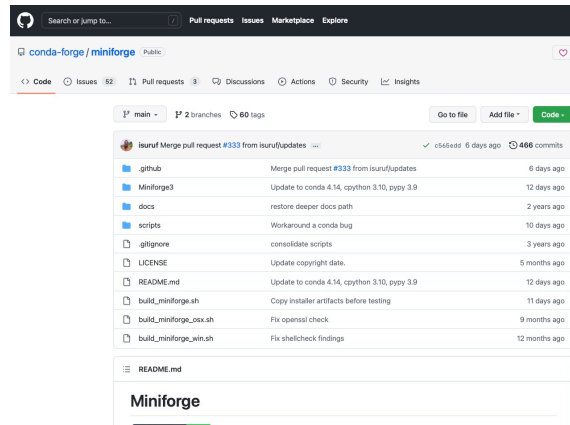 Search or jump to... / Pull requests Issues Marketplace Explore
conda-forge / miniforge Public
Code Issues 52 Pull requests 3 Discussions Actions Security Insights
main 2 branches 60 tags Go to file Add file Code
isuruf Merge pull request #333 from isuruf/updates ... c565edd 6 days ago 466 commits
.github Merge pull request #333 from isuruf/updates 6 days ago
Miniforge3 Update to conda 4.14, cpython 3.10, pypy 3.9 12 days ago
docs restore deeper docs path 2 years ago
scripts Workaround a conda bug 10 days ago
.gitignore consolidate scripts 3 years ago
LICENSE Update copyright date. 5 months ago
README.md Update to conda 4.14, cpython 3.10, pypy 3.9 12 days ago
build_miniforge.sh Copy installer artifacts before testing 11 days ago
build_miniforge_osx.sh Fix openssl check 9 months ago
build_miniforge_win.sh Fix shellcheck findings 12 months ago
README.md
Miniforge